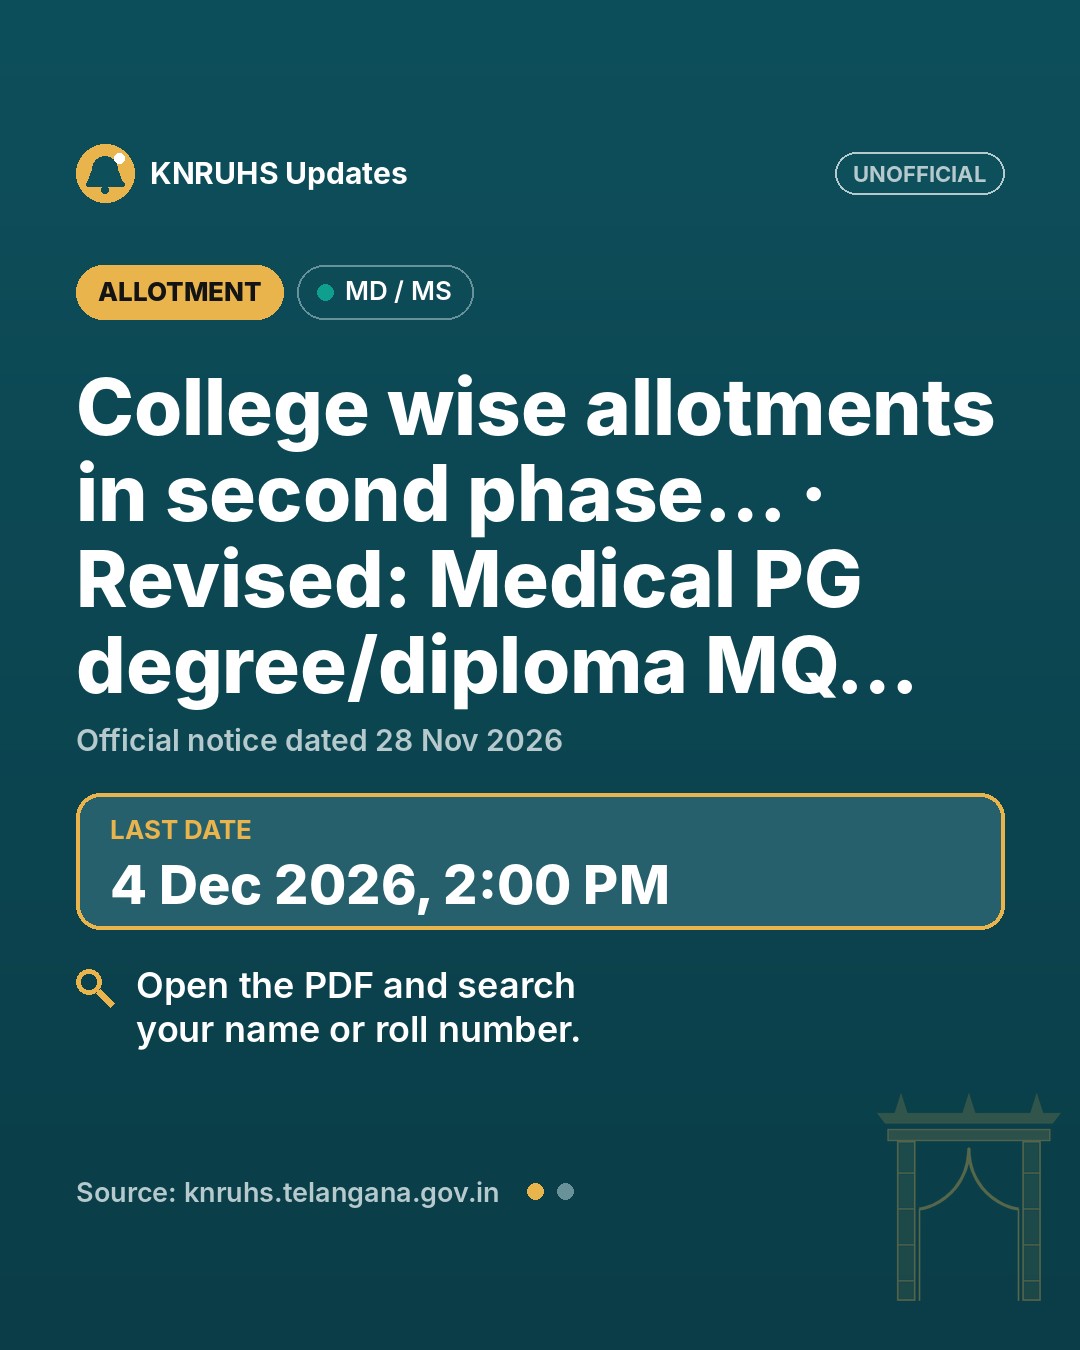 KNRUHS Updates
UNOFFICIAL
ALLOTMENT
MD / MS
College wise allotments
in second phase... ·
Revised: Medical PG
degree/diploma MQ...
Official notice dated 28 Nov 2026
LAST DATE
4 Dec 2026, 2:00 PM
Open the PDF and search
your name or roll number.
Source: knruhs.telangana.gov.in